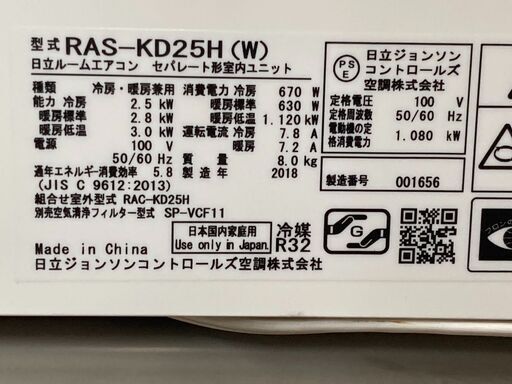 型式 RAS-KD25H (W)
日立ルームエアコン セパレート形室内ユニット
種類 冷房・暖房兼用
能力 冷房 2.5 kW
暖房標準 2.8 kW
暖房低温 3.0 kW
電源 100 V
50/60 Hz
消費電力 冷房 670 W
暖房標準 630 W
暖房低温 1.120 kW
運転電流 冷房 7.8 A
暖房 7.2 A
質量 8.0kg
通年エネルギー消費効率 5.8
製造年 2018
(JIS C 9612:2013)
組合せ室外型式 RAC-KD25H
別売空気清浄フィルター型式 SP-VCF11
日本国内家庭用
Use only in Japan.
冷媒
R32
Made in China
日立ジョンソンコントロールズ空調株式会社
PS
E
日立ジョンソン
コントロールズ
空調株式会社
定格電圧 100 V
定格周波数 50/60 Hz
電動機の定
格消費電力 1.080 kW
製造番号 001656
G